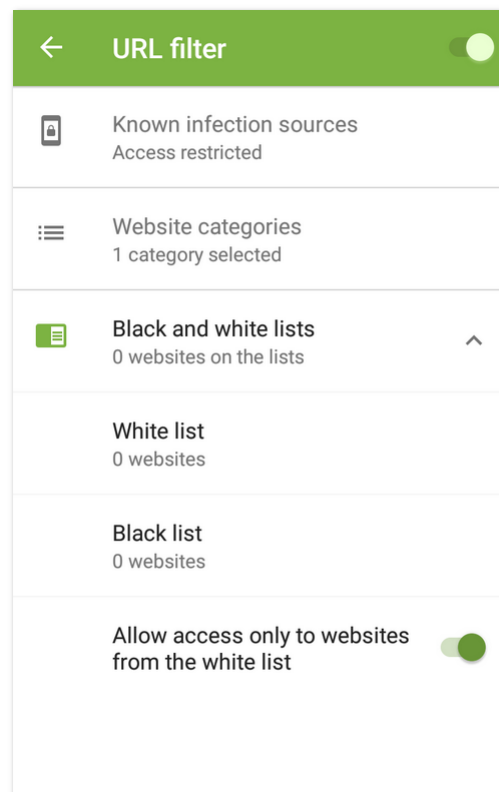 URL filter
Known infection sources
Access restricted
Website categories
1 category selected
Black and white lists
0 websites on the lists
White list
0 websites
Black list
0 websites
Allow access only to websites
from the white list